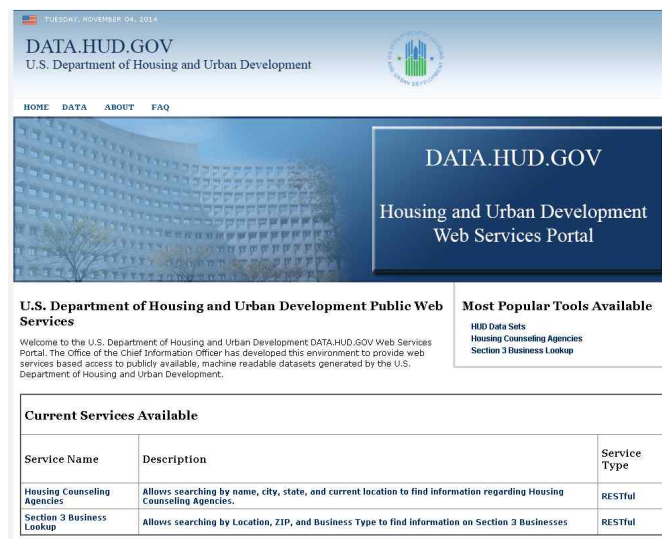 TUESDAY, NOVEMBER 04, 2014
DATA.HUD.GOV
U.S. Department of Housing and Urban Development
HOME DATA ABOUT FAQ
DATA.HUD.GOV
Housing and Urban Development
Web Services Portal
U.S. Department of Housing and Urban Development Public Web
Services
Welcome to the U.S. Department of Housing and Urban Development DATA.HUD.GOV Web Services
Portal. The Office of the Chief Information Officer has developed this environment to provide web
services based access to publicly available, machine readable datasets generated by the U.S.
Department of Housing and Urban Development.
Most Popular Tools Available
HUD Data Sets
Housing Counseling Agencies
Section 3 Business Lookup
Current Services Available
Service Name Description Service
Type
Housing Counseling
Agencies
Allows searching by name, city, state, and current location to find information regarding Housing
Counseling Agencies.
RESTful
Section 3 Business
Lookup
Allows searching by Location, ZIP, and Business Type to find information on Section 3 Businesses
RESTful